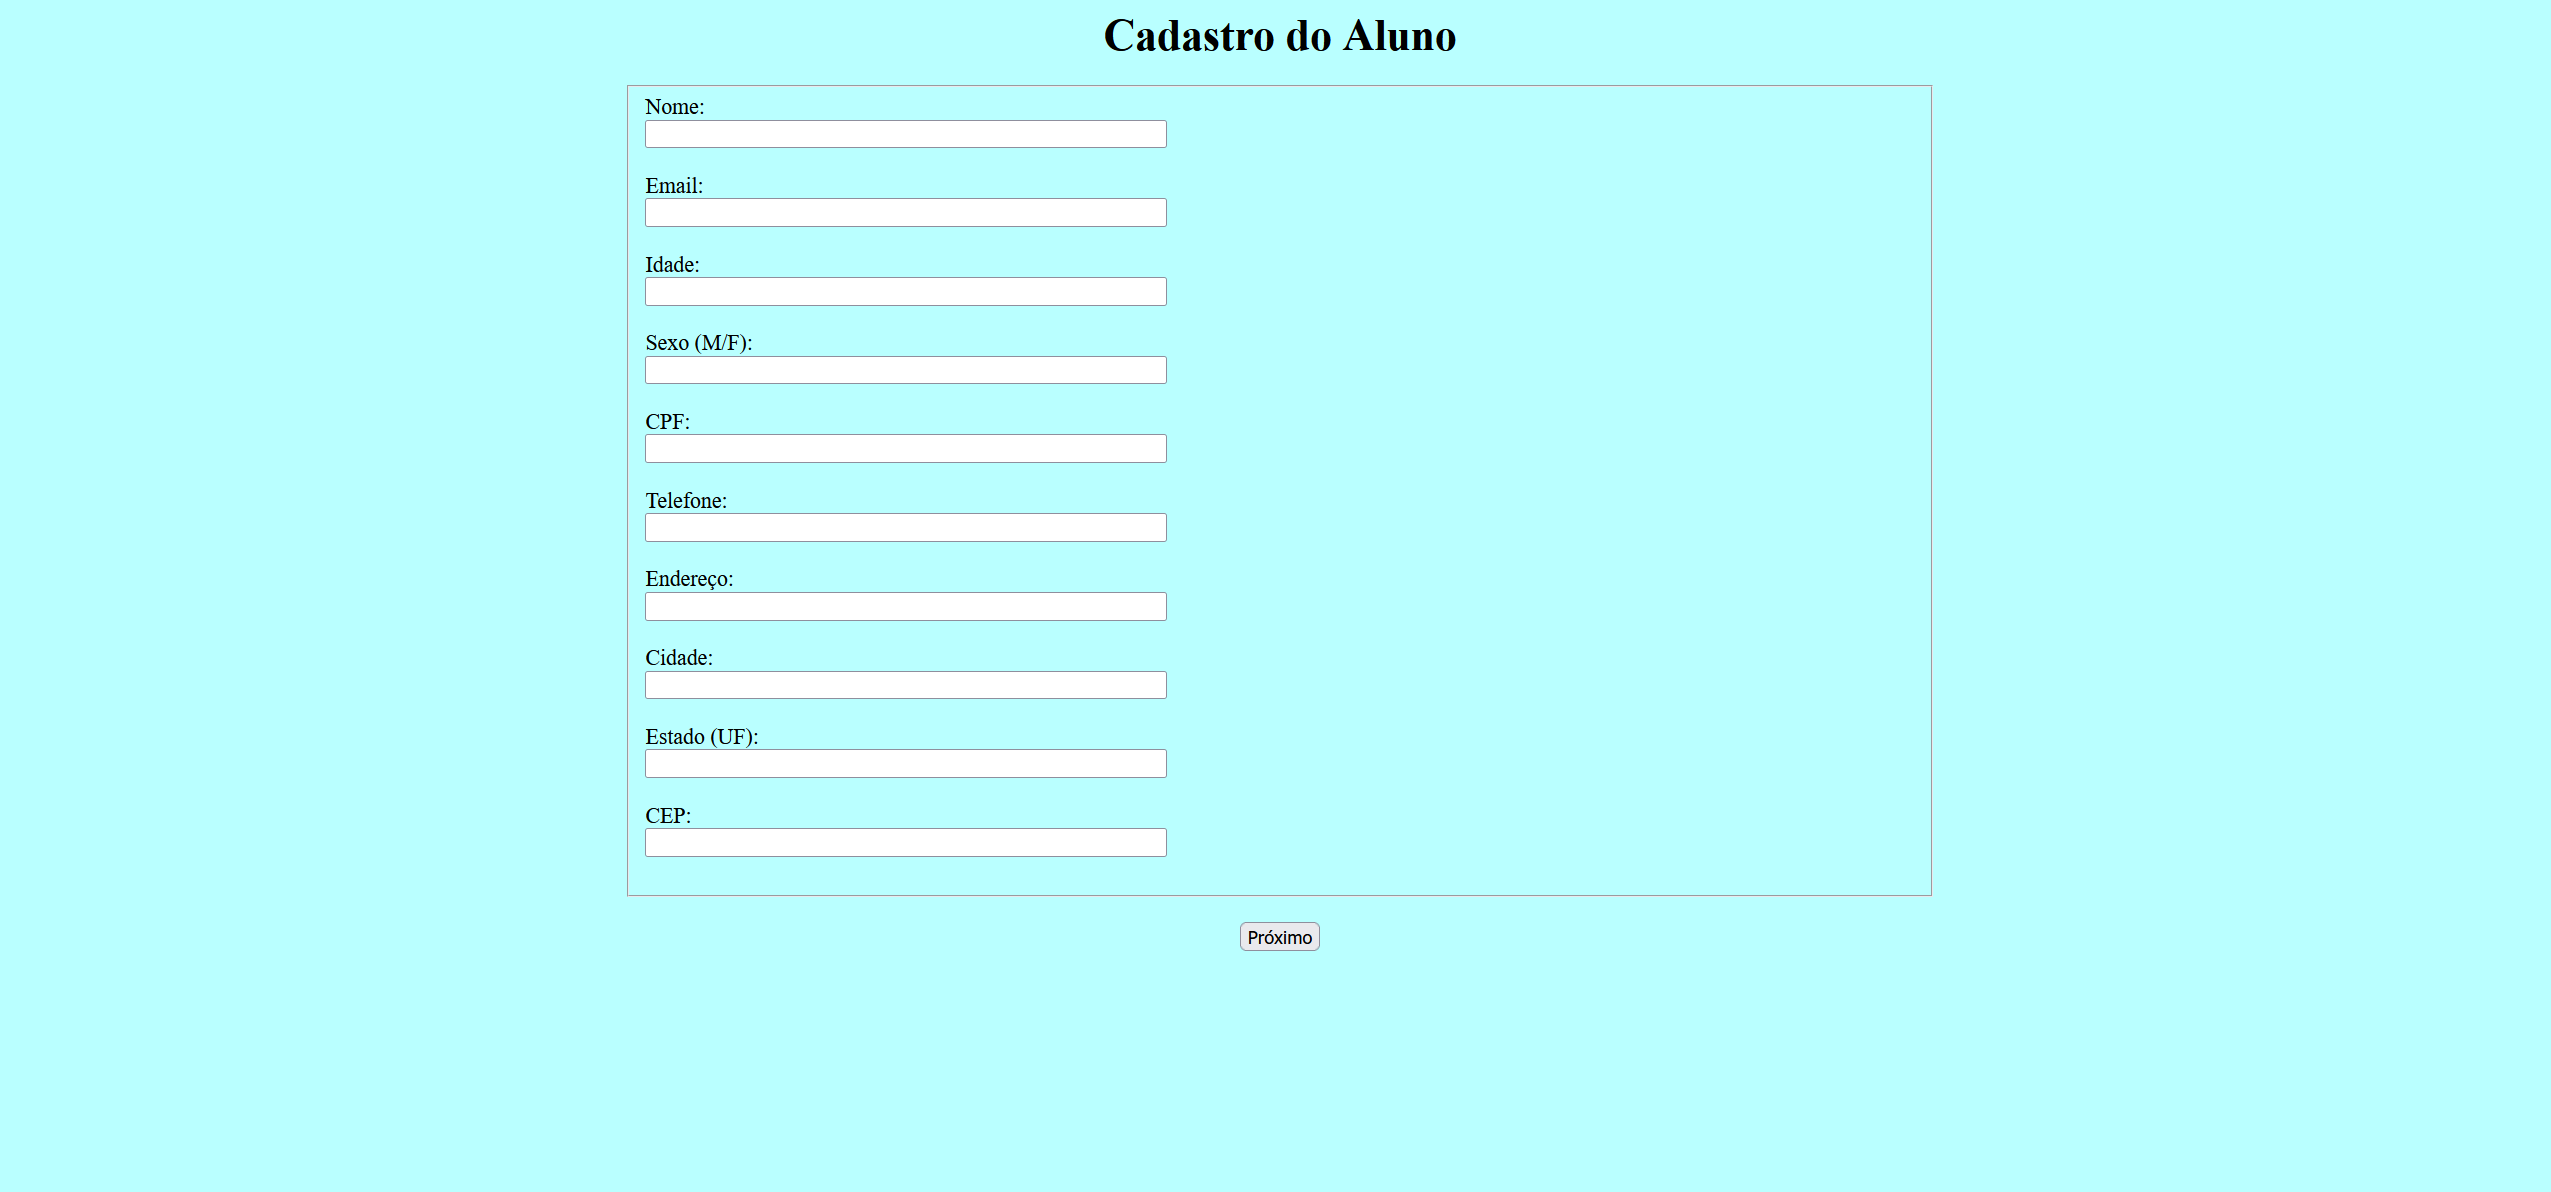 Cadastro do Aluno
Nome:
Email:
Idade:
Sexo (M/F):
CPF:
Telefone:
Endereço:
Cidade:
Estado (UF):
CEP:
Próximo